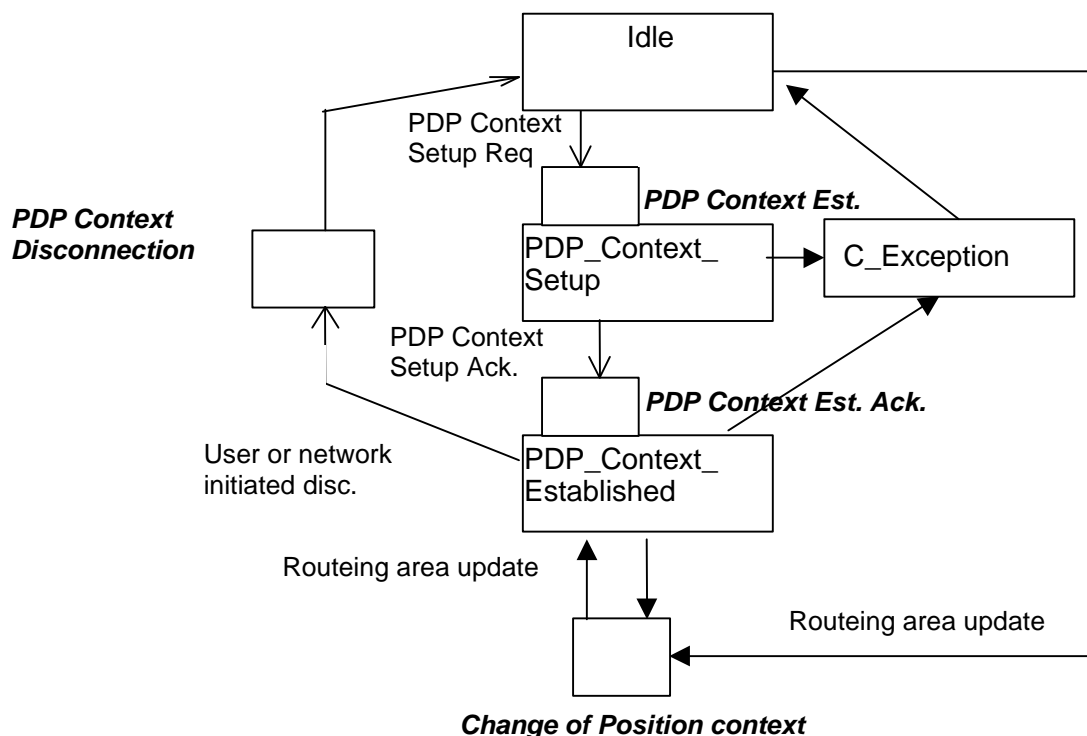 Idle
PDP Context
Setup Req
PDP Context Est.
PDP Context
Disconnection
PDP_Context_
Setup
C_Exception
PDP Context
Setup Ack.
PDP Context Est. Ack.
User or network
initiated disc.
PDP_Context_
Established
Routeing area update
Routeing area update
Change of Position context